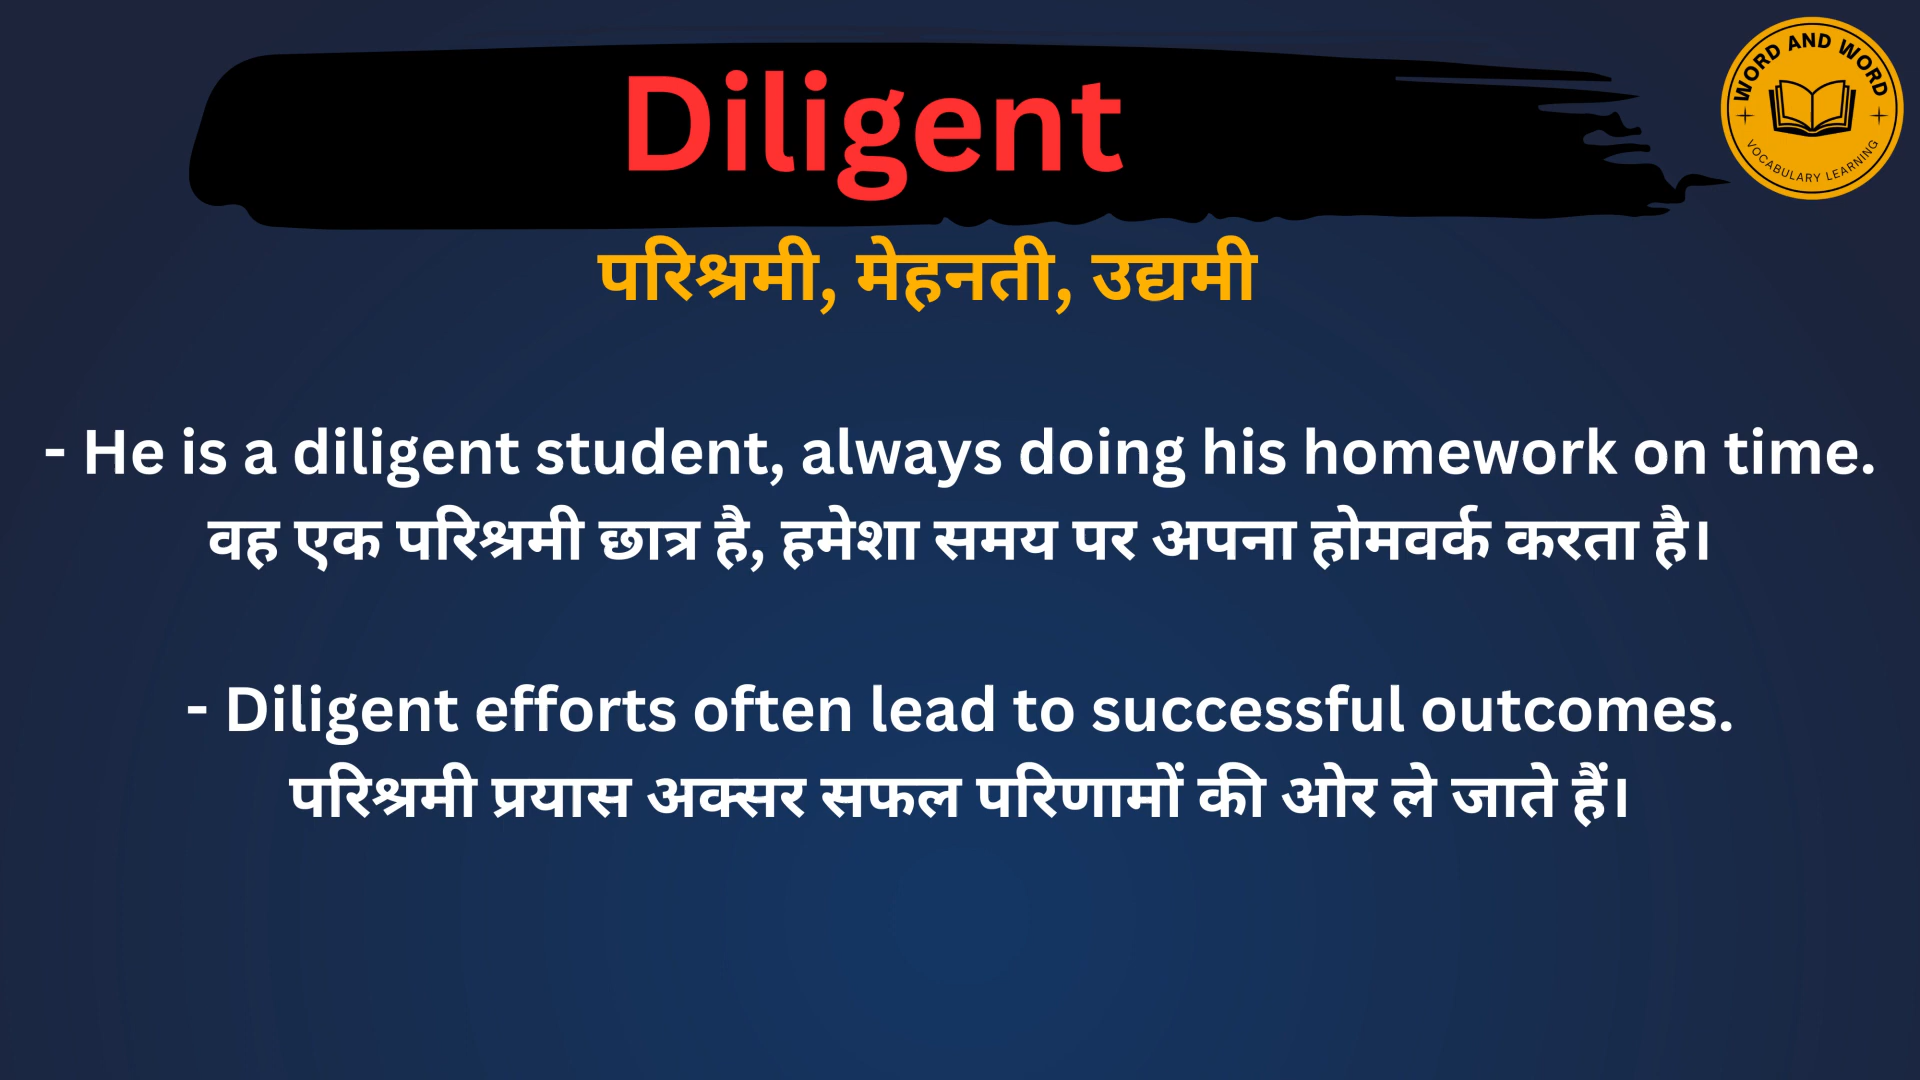 Diligent
WORD AND WORD
VOCABULARY LEARNING
परिश्रमी, मेहनती, उद्यमी
- He is a diligent student, always doing his homework on time.
वह एक परिश्रमी छात्र है, हमेशा समय पर अपना होमवर्क करता है।
- Diligent efforts often lead to successful outcomes.
परिश्रमी प्रयास अक्सर सफल परिणामों की ओर ले जाते हैं।